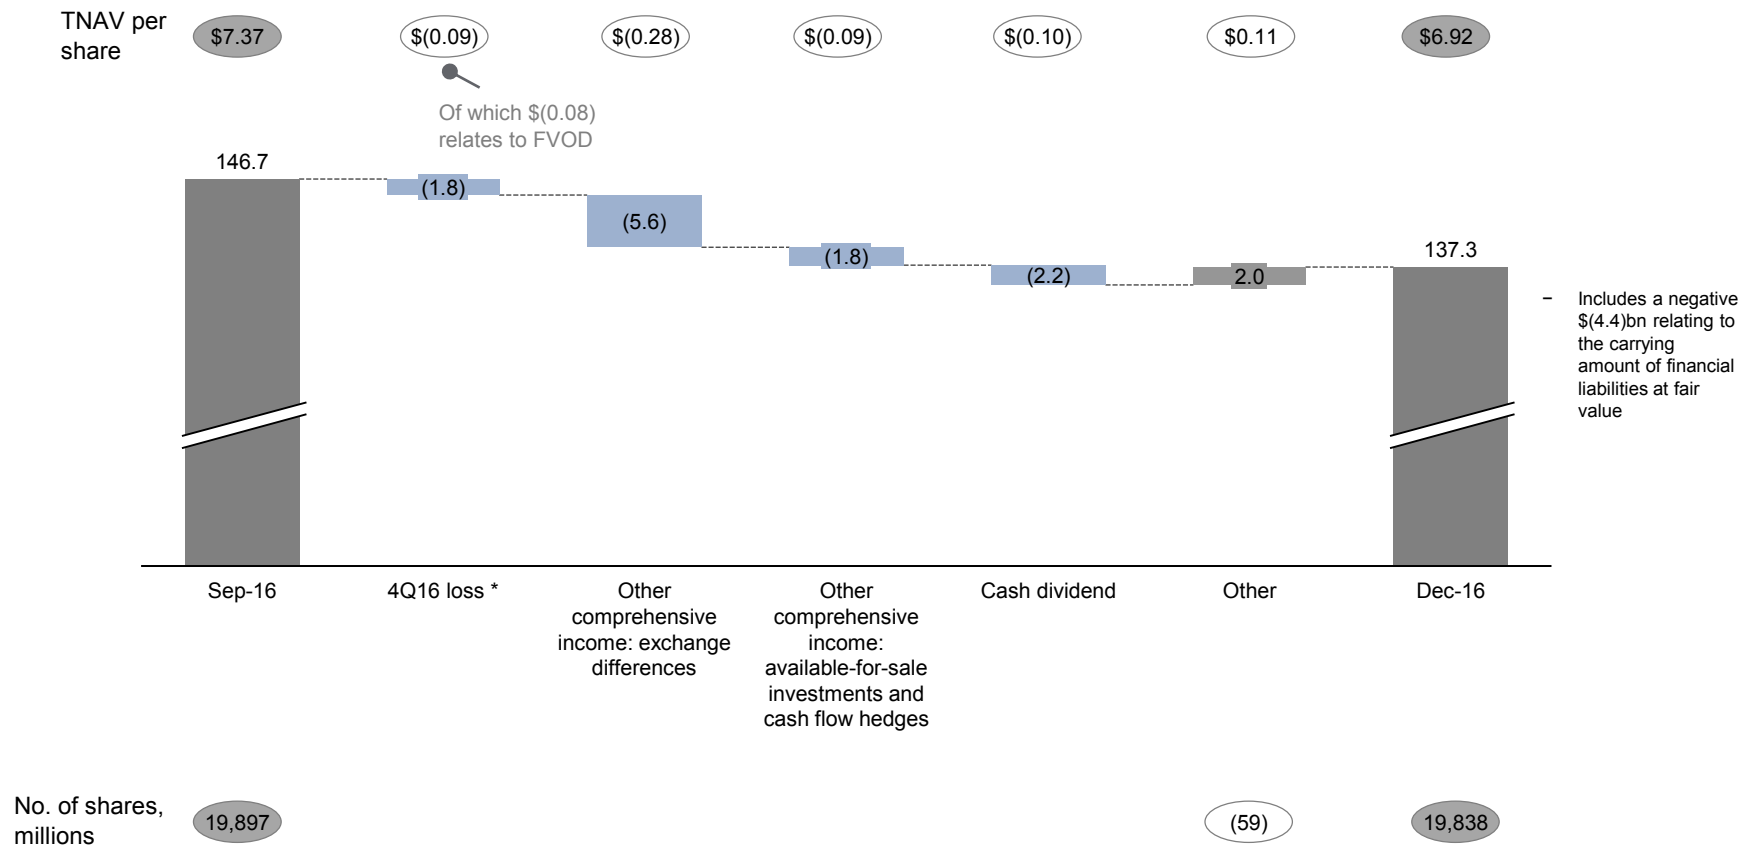 TNAV per
share
$7.37
$(0.09)
$(0.28)
$(0.09)
$(0.10)
$0.11
$6.92
Of which $(0.08)
relates to FVOD
146.7
(1.8)
(5.6)
(1.8)
(2.2)
2.0
137.3
– Includes a negative
$(4.4)bn relating to
the carrying
amount of financial
liabilities at fair
value
Sep-16
4Q16 loss *
Other
comprehensive
income: exchange
differences
Other
comprehensive
income:
available-for-sale
investments and
cash flow hedges
Cash dividend
Other
Dec-16
No. of shares,
millions
19,897
(59)
19,838